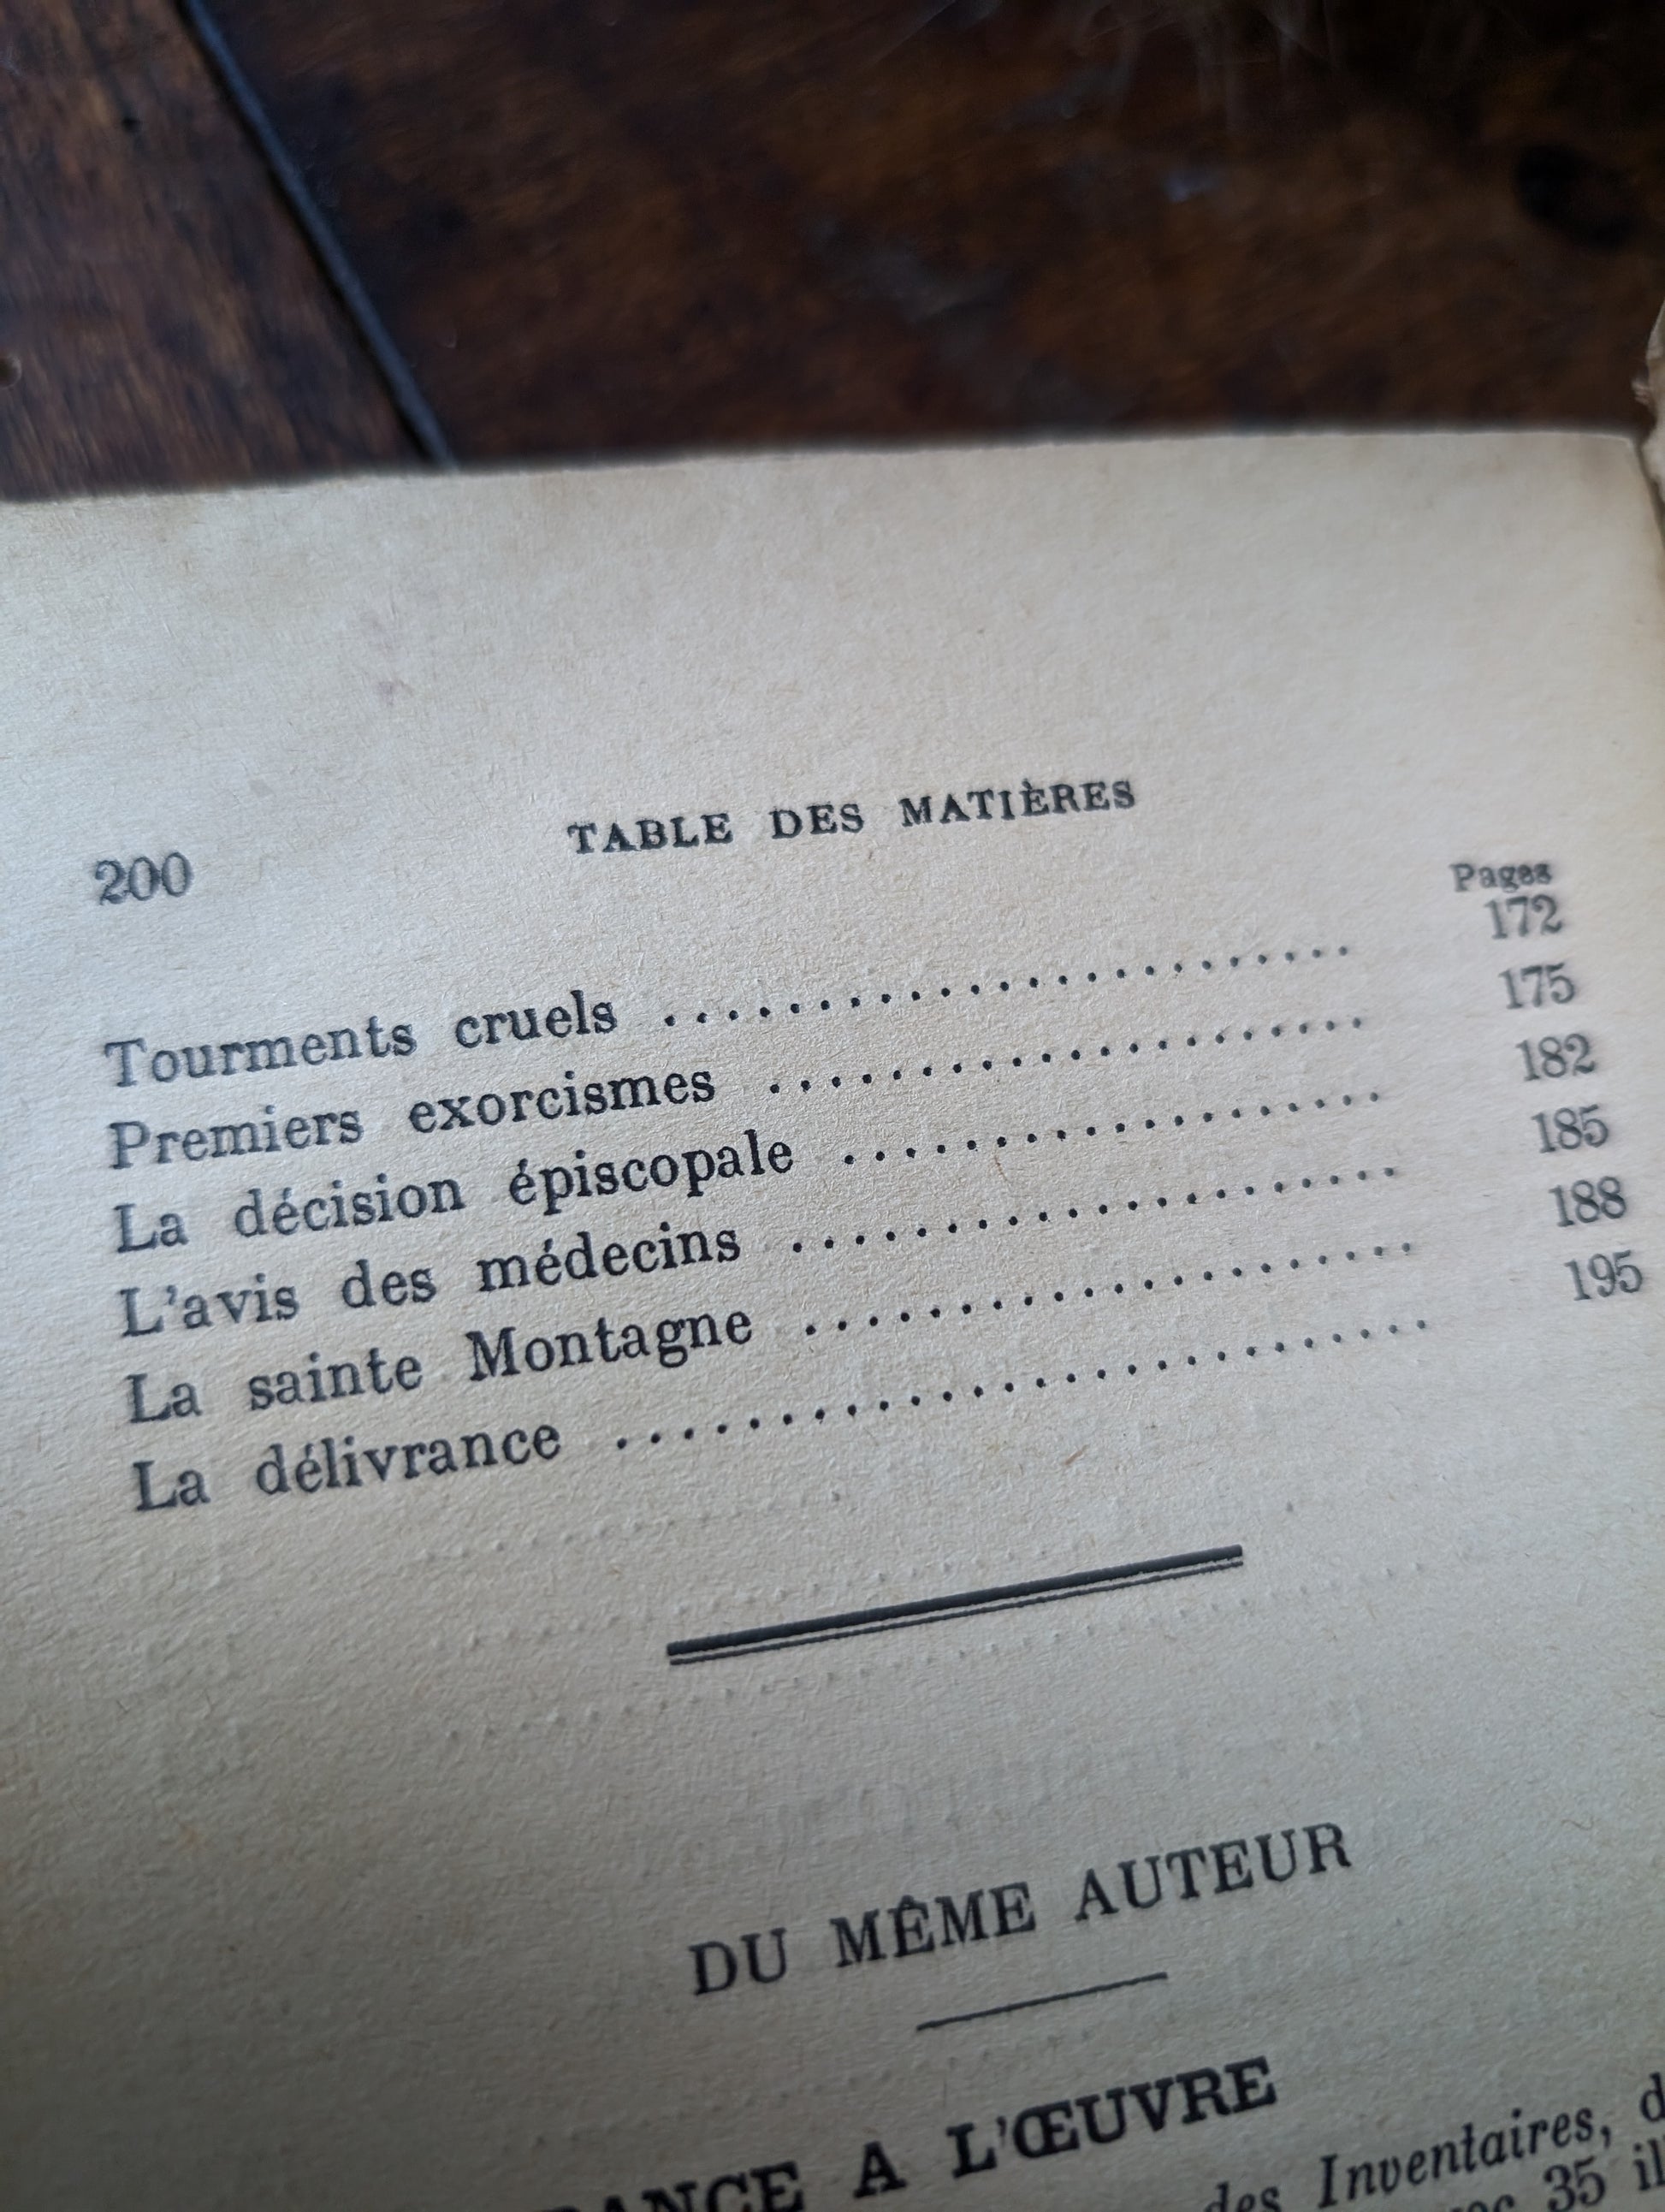 200 TABLE DES MATIÈRES
Pages
Tourments cruels ........................ 172
Premiers exorcismes .................... 175
La décision épiscopale .................. 182
L'avis des médecins .................... 185
La sainte Montagne .................... 188
La délivrance .......................... 195
DU MÊME AUTEUR
A L'ŒUVRE
des Inventaires,
35